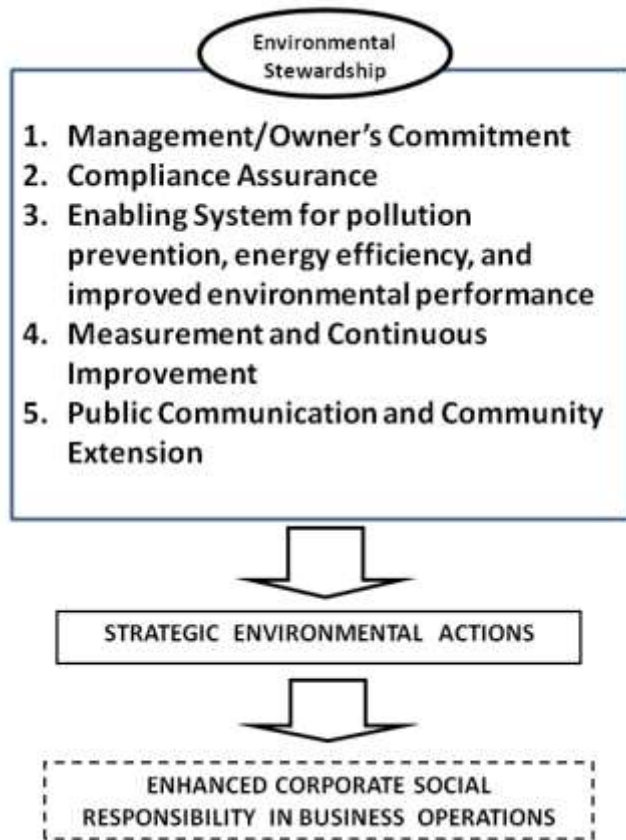 Environmental
Stewardship
1. Management/Owner’s Commitment
2. Compliance Assurance
3. Enabling System for pollution
prevention, energy efficiency, and
improved environmental performance
4. Measurement and Continuous
Improvement
5. Public Communication and Community
Extension
STRATEGIC ENVIRONMENTAL ACTIONS
ENHANCED CORPORATE SOCIAL
RESPONSIBILITY IN BUSINESS OPERATIONS